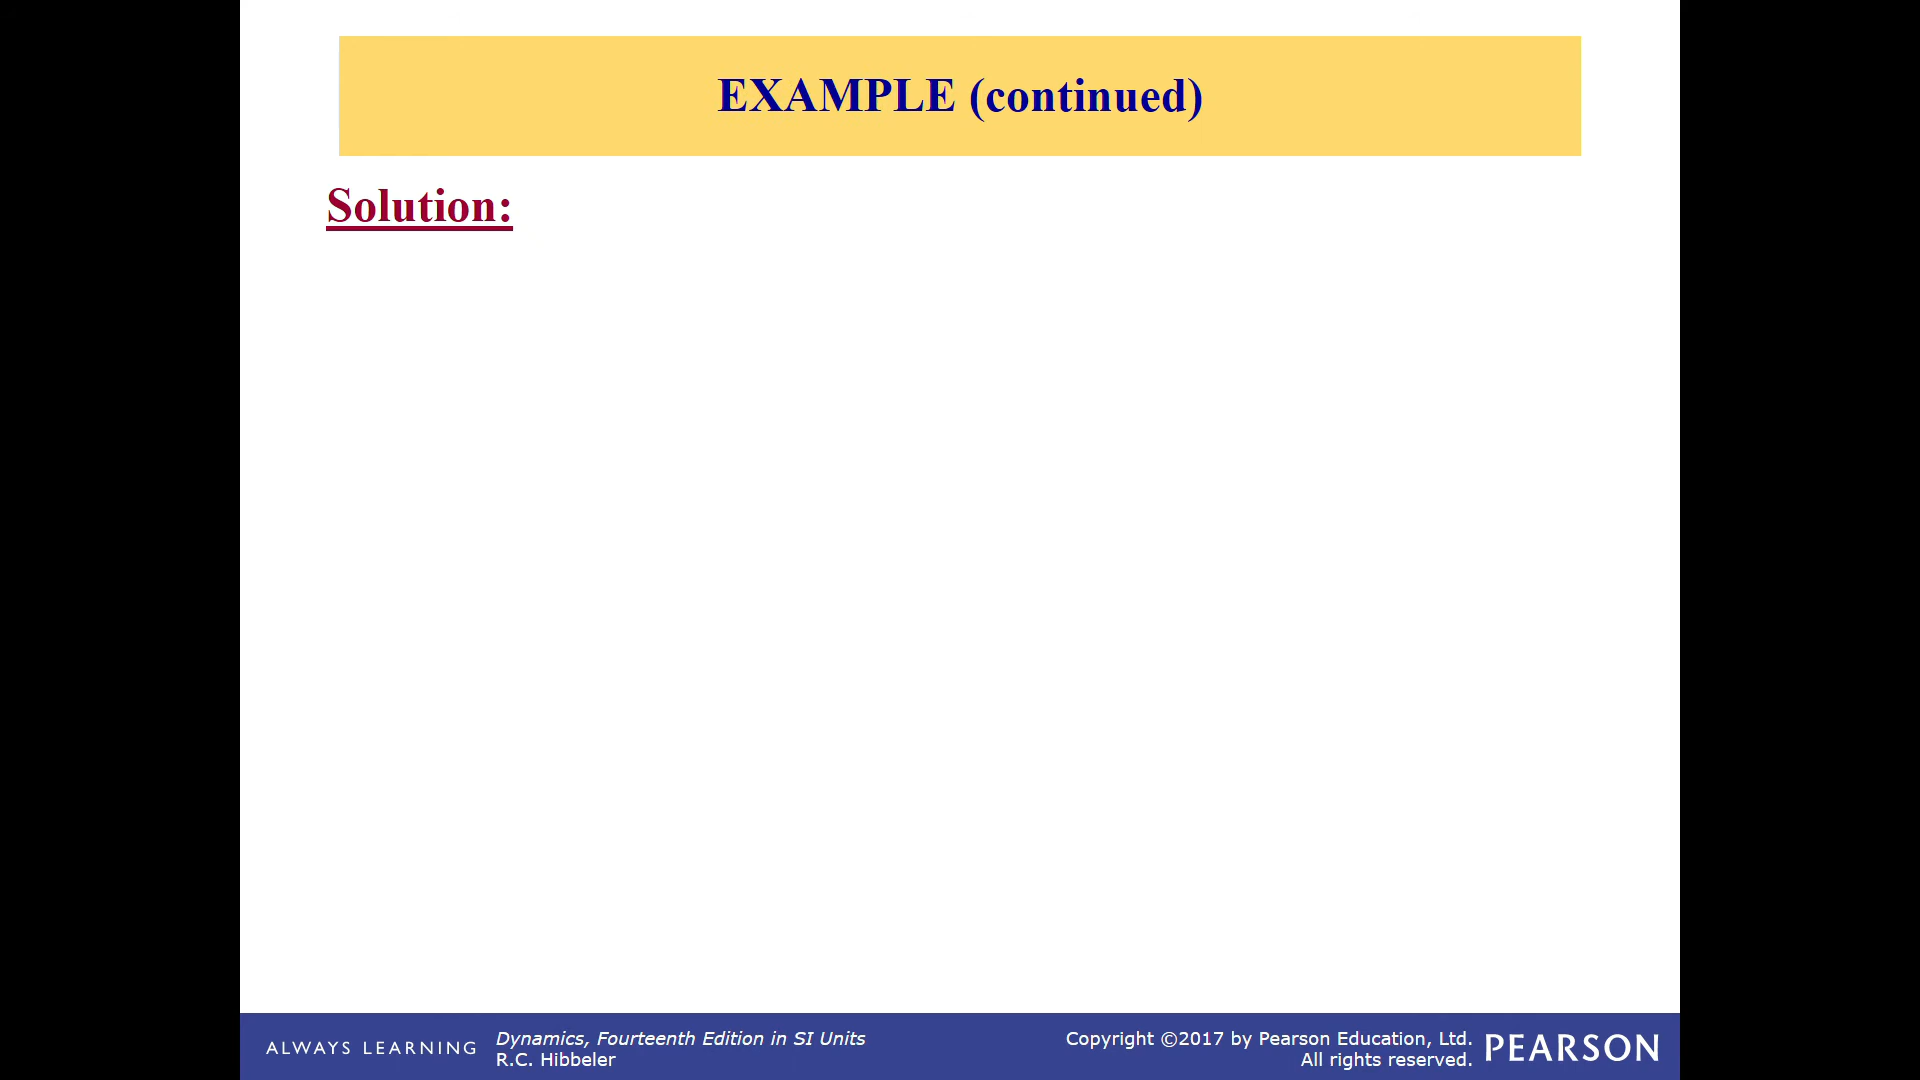 EXAMPLE (continued)
Solution:
ALWAYS LEARNING
Dynamics, Fourteenth Edition in SI Units
R.C. Hibbeler
Copyright ©2017 by Pearson Education, Ltd.
All rights reserved.
PEARSON